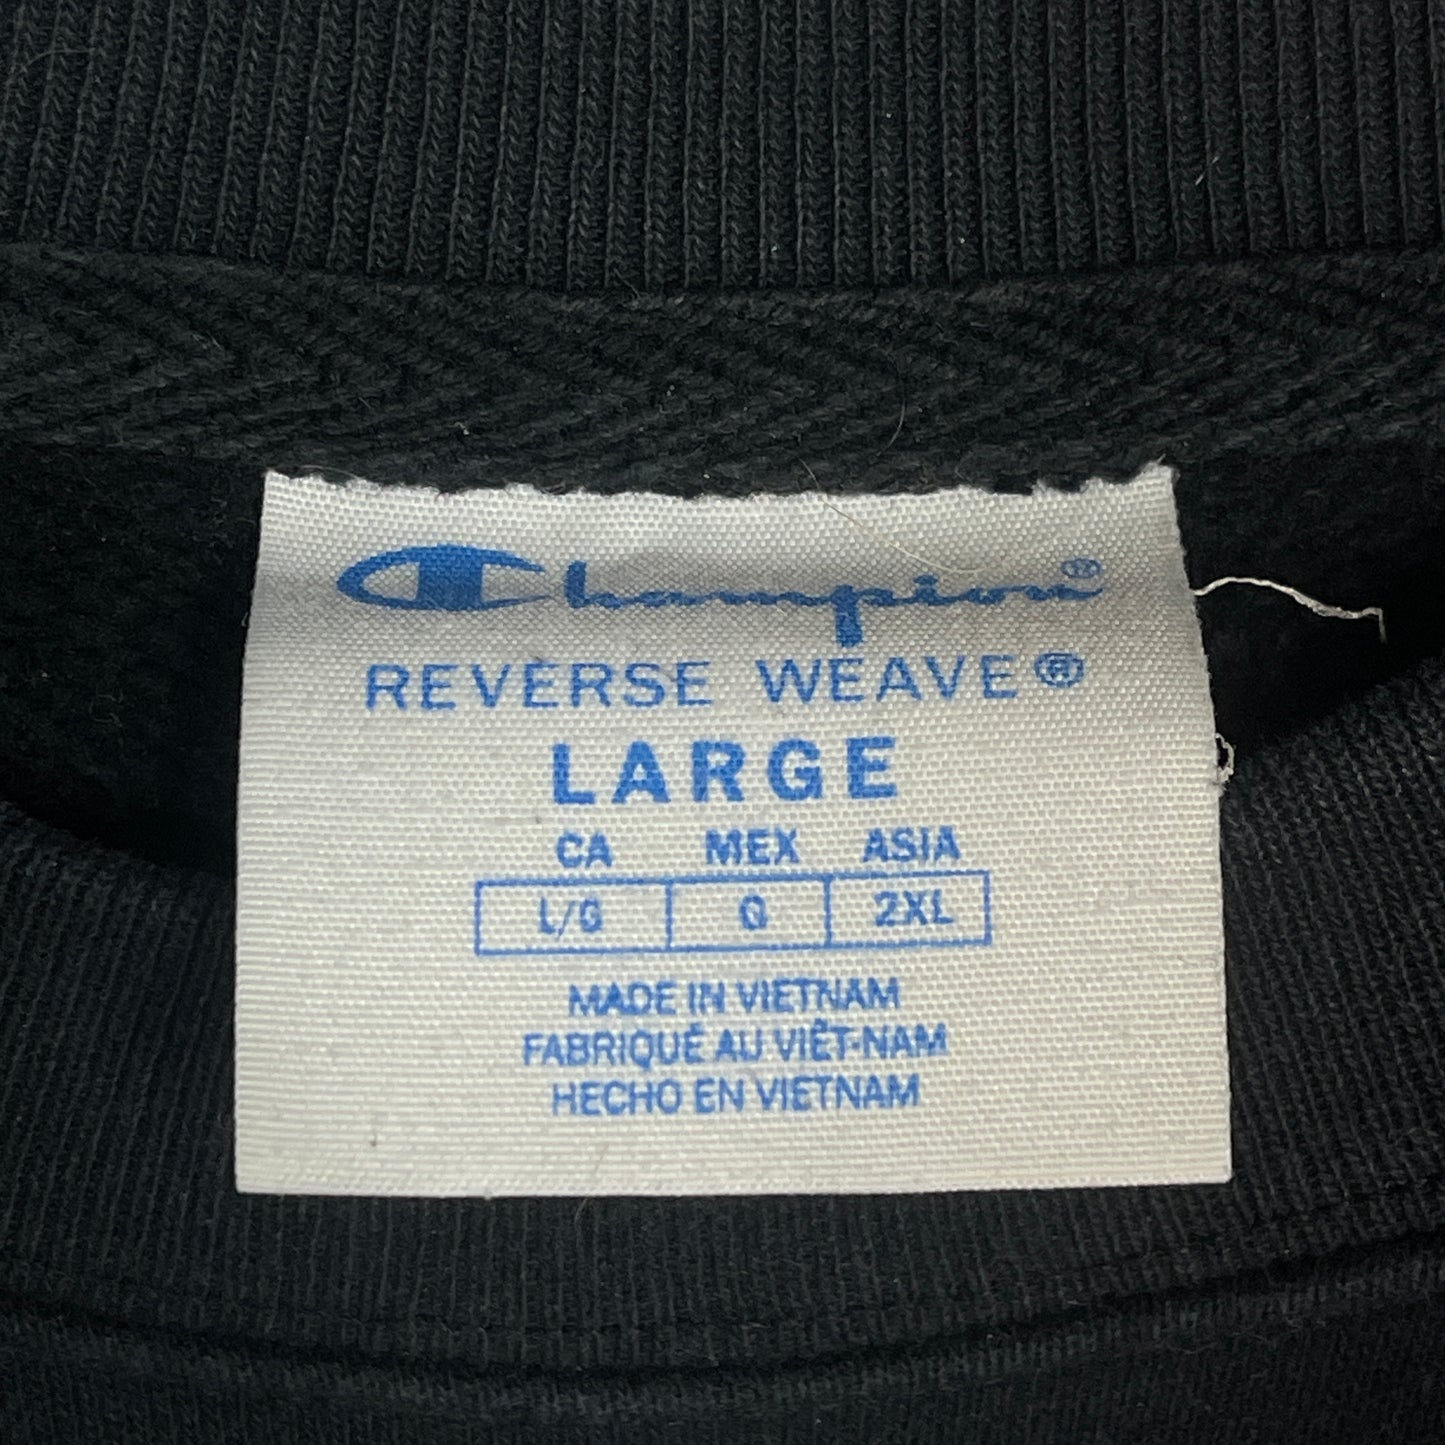 Champion®
REVERSE WEAVE®
LARGE
CA MEX ASIA
L/G G 2XL
MADE IN VIETNAM
FABRIQUÉ AU VIÊT-NAM
HECHO EN VIETNAM